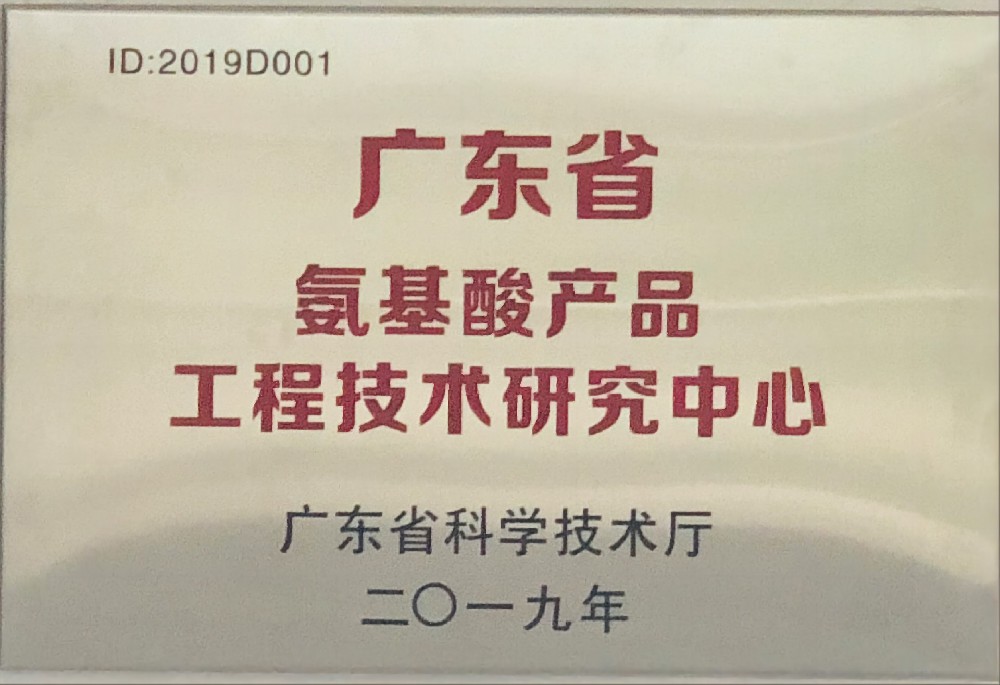 ID:2019D001
广东省
氨基酸产品
工程技术研究中心
广东省科学技术厅
二〇一九年